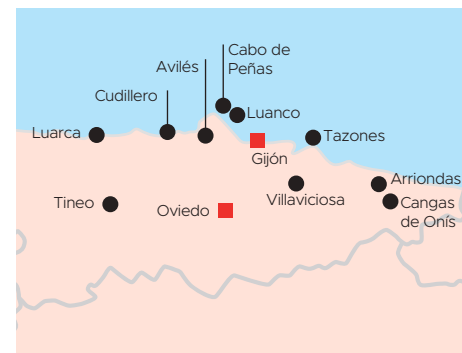 Cabo de
Peñas
Avilés
Cudillero
Luanco
Luarca
Tazones
Gijón
Arriondas
Tineo
Oviedo
Villaviciosa
Cangas
de Onís